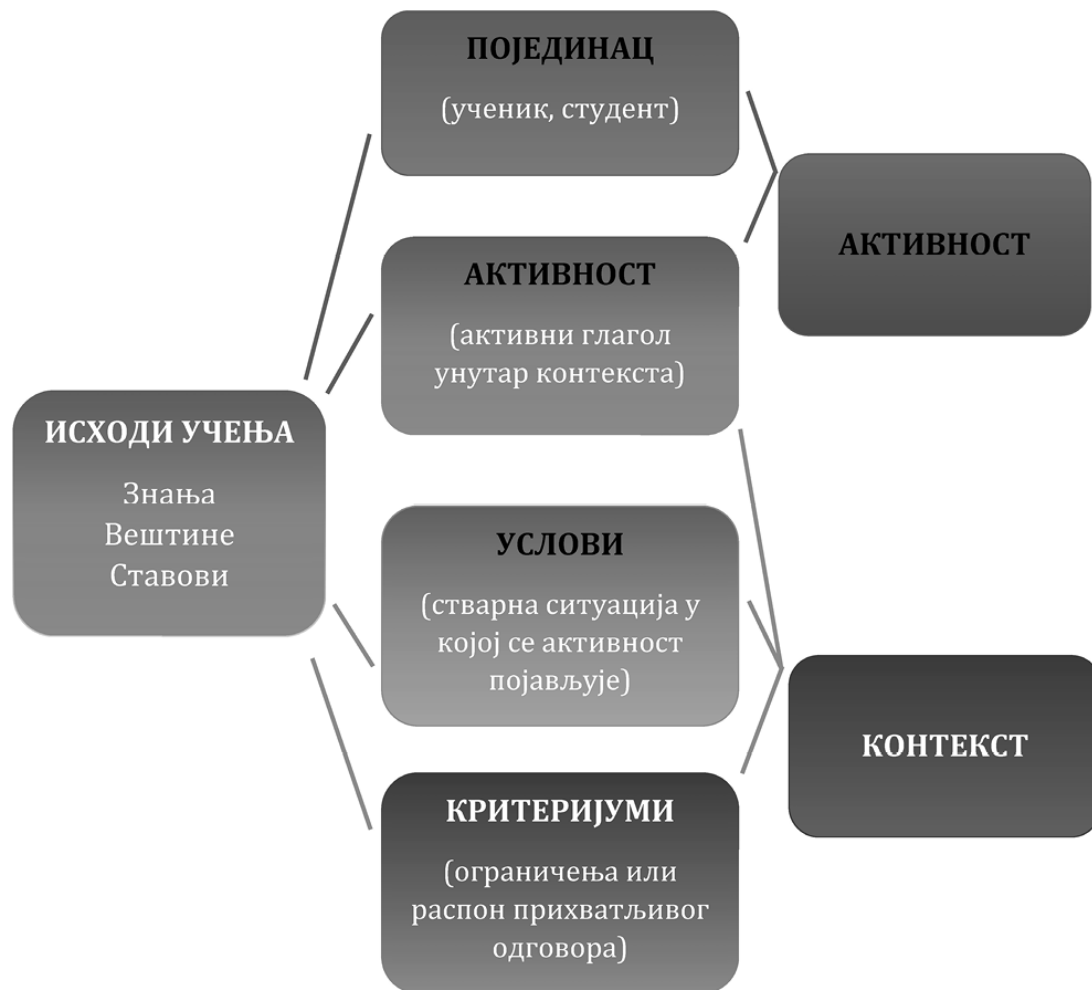 ПОЈЕДИНАЦ
(ученик, студент)
АКТИВНОСТ
(активни глагол
унутар контекста)
АКТИВНОСТ
ИСХОДИ УЧЕЊА
Знања
Вештине
Ставови
УСЛОВИ
(стварна ситуација у
којој се активност
појављује)
КОНТЕКСТ
КРИТЕРИЈУМИ
(ограничења или
распон прихватљивог
одговора)